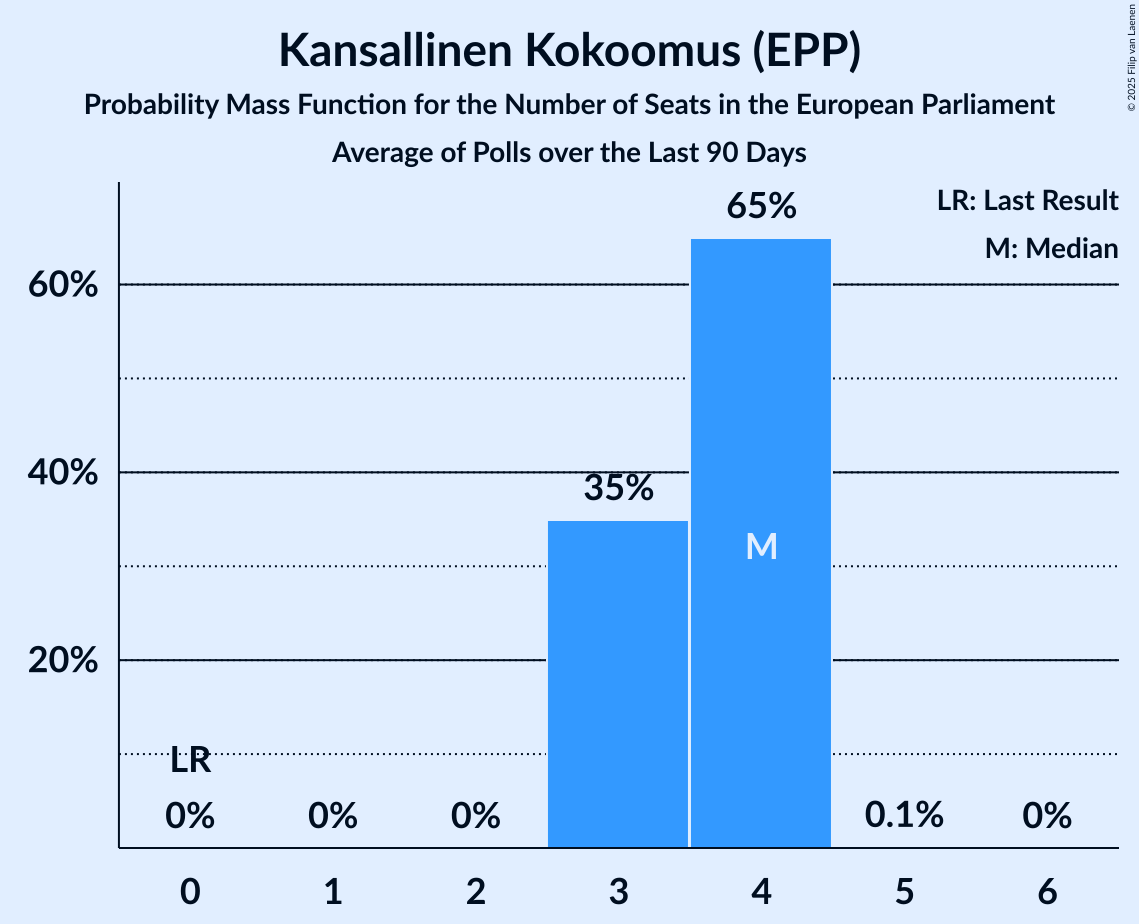 Kansallinen Kokoomus (EPP)
Probability Mass Function for the Number of Seats in the European Parliament
Average of Polls over the Last 90 Days
© 2025 Filip van Laenen
LR: Last Result
M: Median
65%
60%
40%
35%
M
20%
LR
0% 0% 0% 0.1% 0%
0 1 2 3 4 5 6